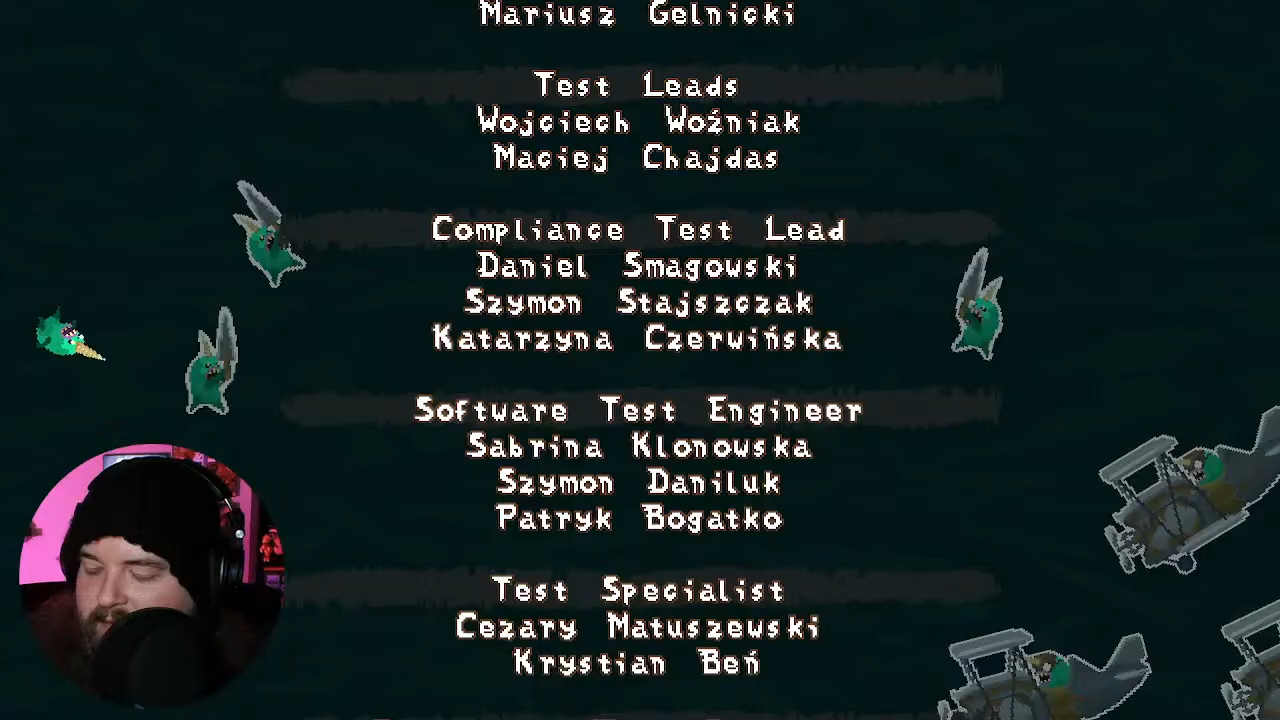 Mariusz Gelnicki
Test Leads
Wojciech Woźniak
Maciej Chajdas
Compliance Test Lead
Daniel Smagowski
Szymon Stajszczak
Katarzyna Czerwińska
Software Test Engineer
Sabrina Klonowska
Szymon Daniluk
Patryk Bogatko
Test Specialist
Cezary Matuszewski
Krystian Beń